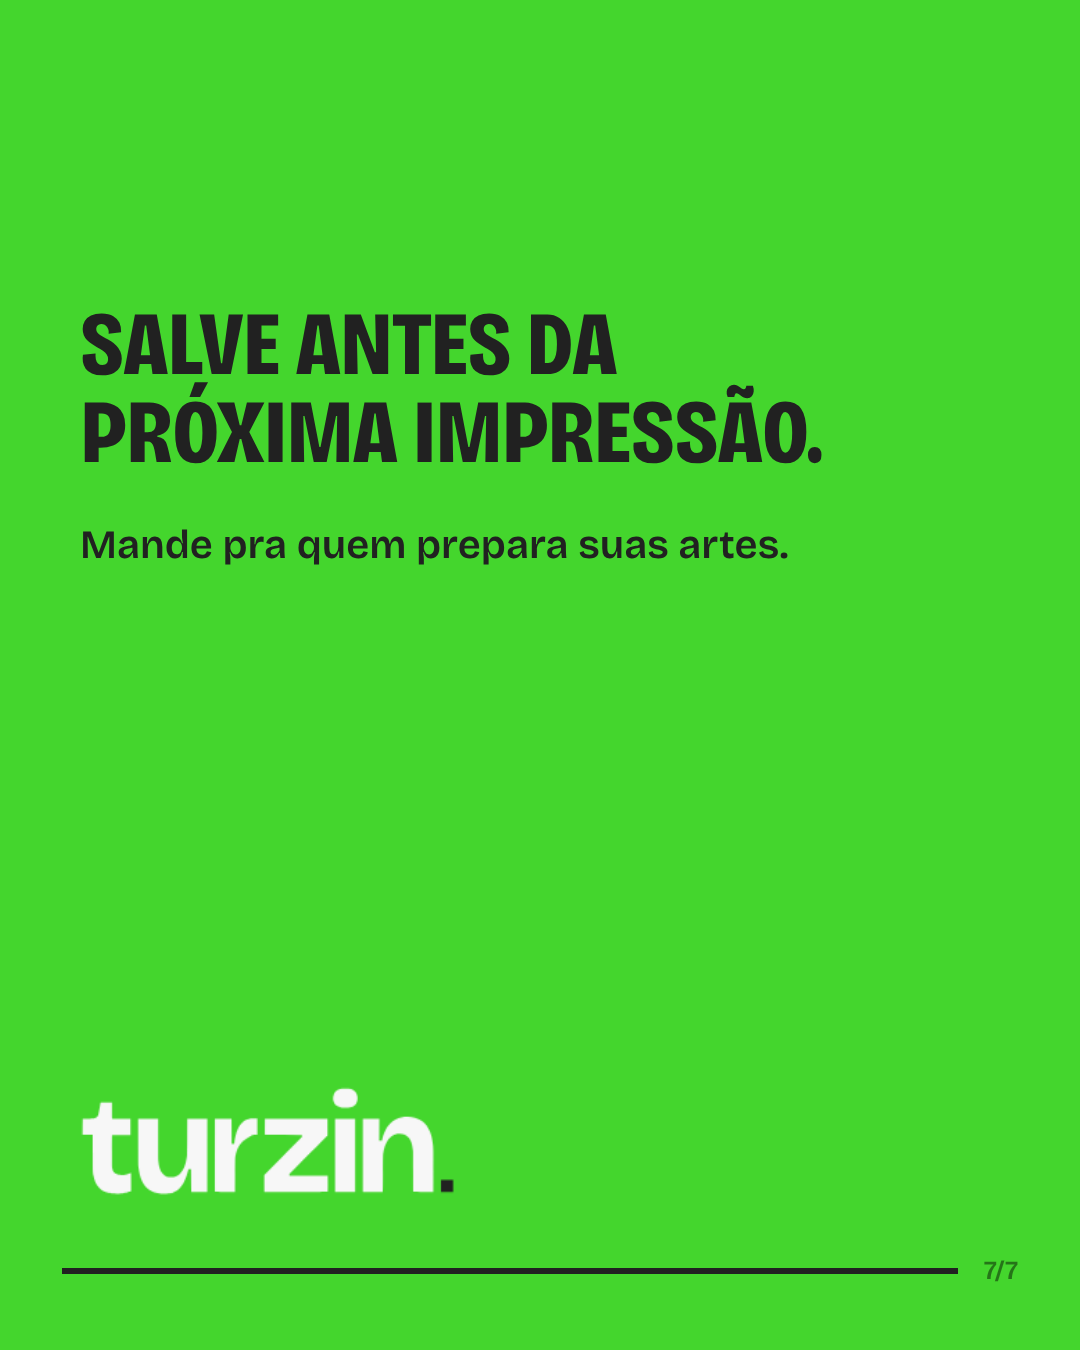 SALVE ANTES DA
PRÓXIMA IMPRESSÃO.
Mande pra quem prepara suas artes.
turzin.
7/7